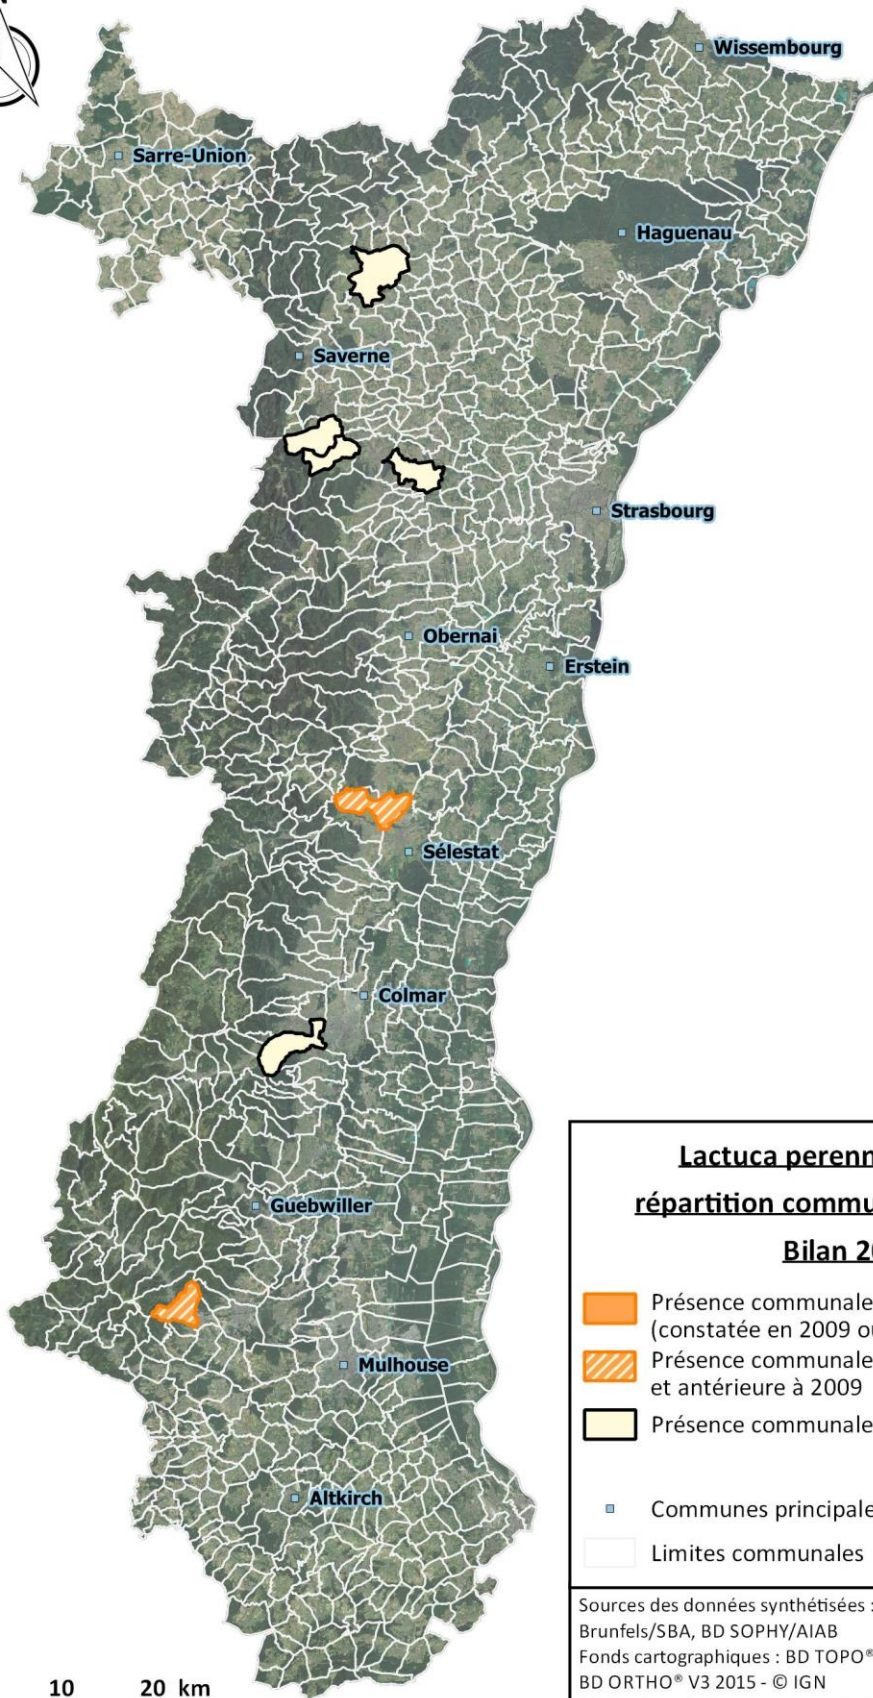 Wissembourg
Sarre-Union
Haguenau
Saverne
Strasbourg
Obernai
Erstein
Sélestat
Colmar
Guebwiller
Mulhouse
Altkirch
10 20 km
Lactuca perenn
répartition commu
Bilan 20
Présence communale
(constatée en 2009 ou
Présence communale
et antérieure à 2009
Présence communale
Communes principale
Limites communales
Sources des données synthétisées :
Brunfels/SBA, BD SOPHY/AIAB
Fonds cartographiques : BD TOPO®
BD ORTHO® V3 2015 - © IGN